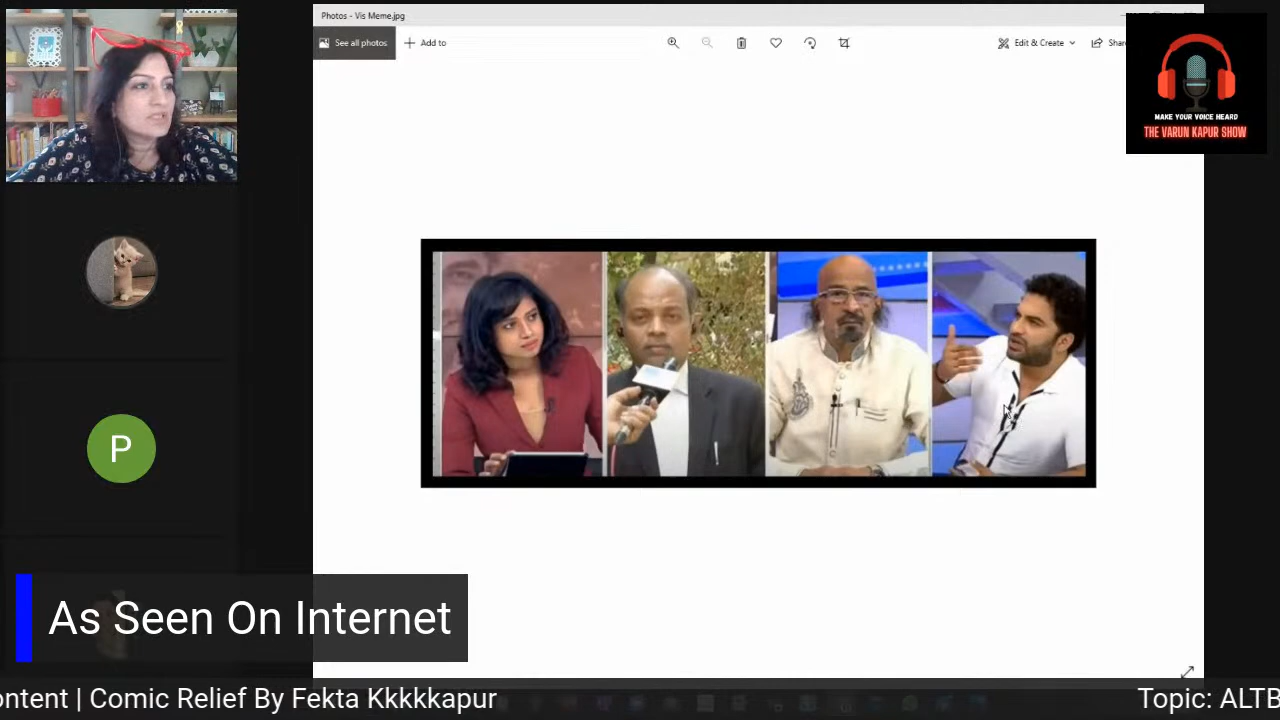 Photos - Vis Meme.jpg
See all photos
Add to
Edit & Create
Shar
MAKE YOUR VOICE HEARD
THE VARUN KAPUR SHOW
P
As Seen On Internet
ontent | Comic Relief By Fekta Kkkkkapur
Topic: ALTB